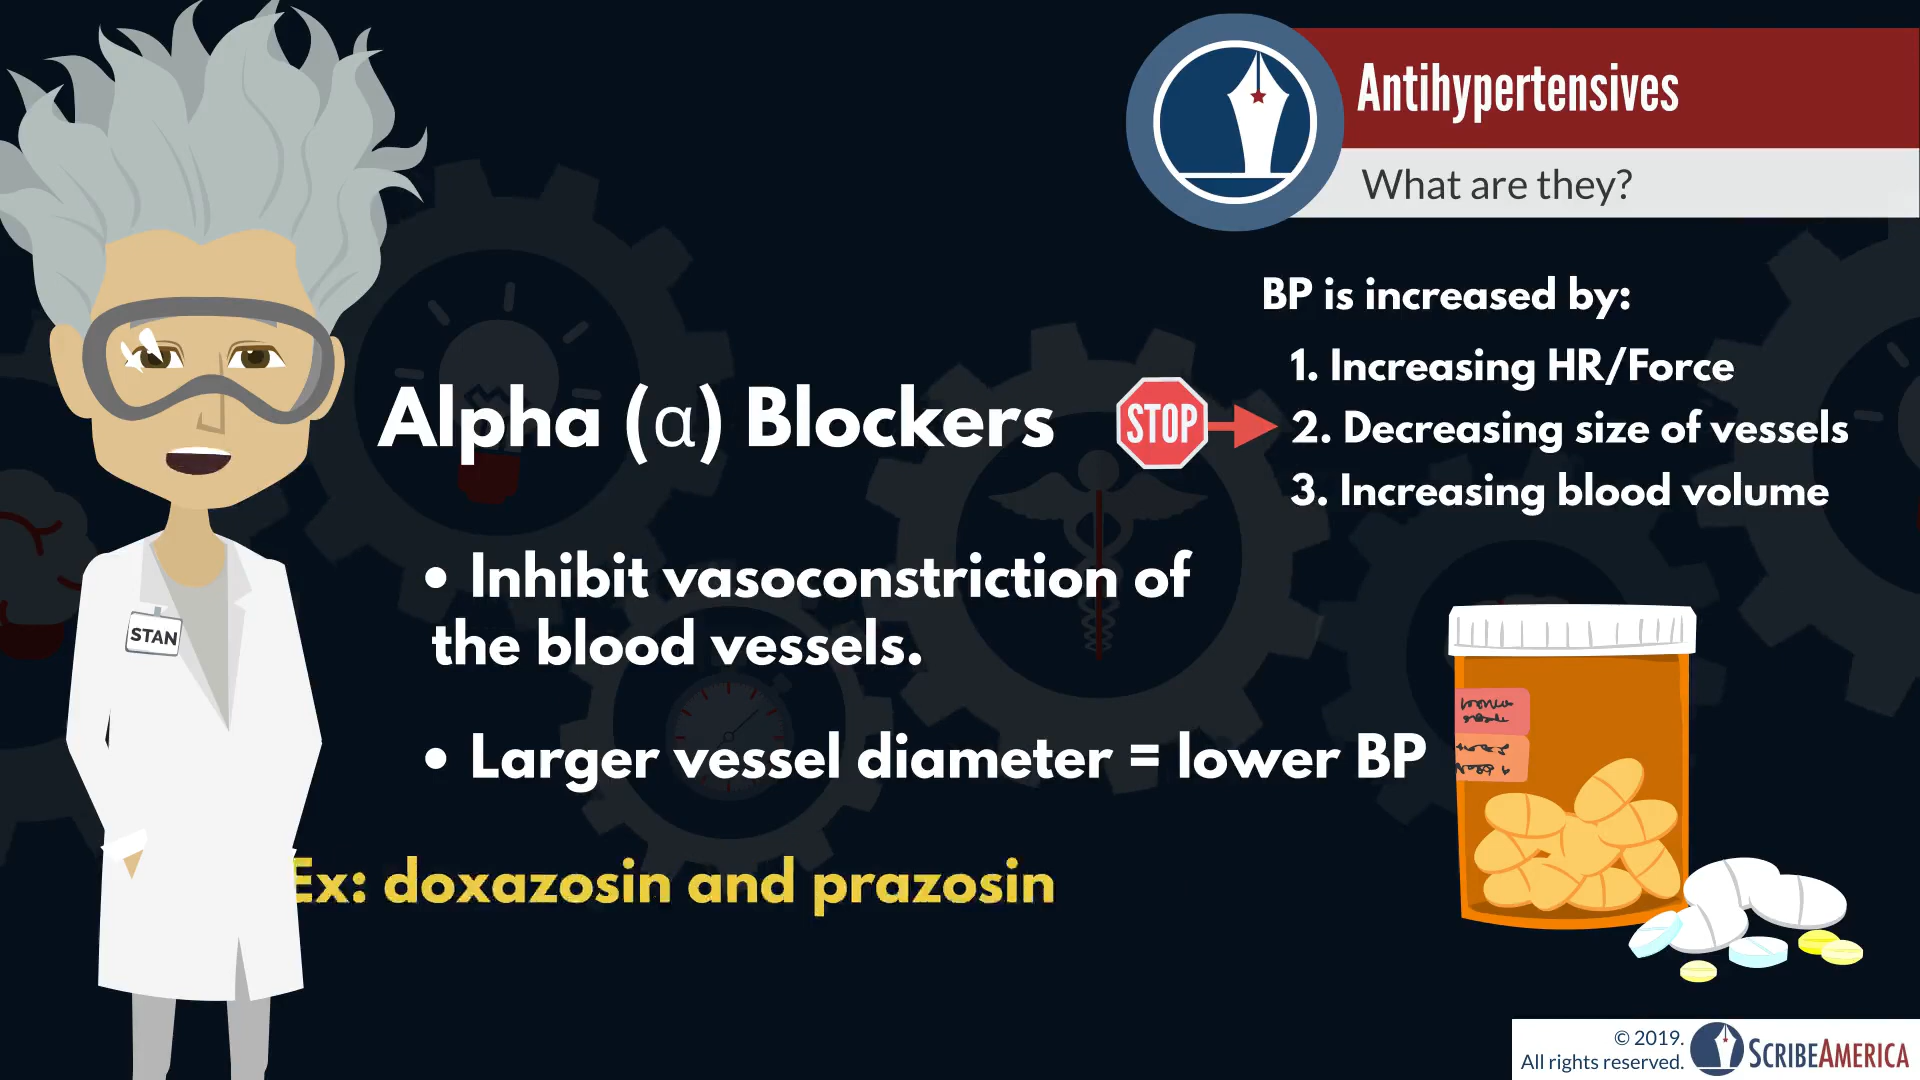 Antihypertensives
What are they?
BP is increased by:
1. Increasing HR/Force
Alpha (α) Blockers
STOP
2. Decreasing size of vessels
3. Increasing blood volume
• Inhibit vasoconstriction of
the blood vessels.
STAN
• Larger vessel diameter = lower BP
Ex: doxazosin and prazosin
© 2019.
All rights reserved.
SCRIBEAMERICA